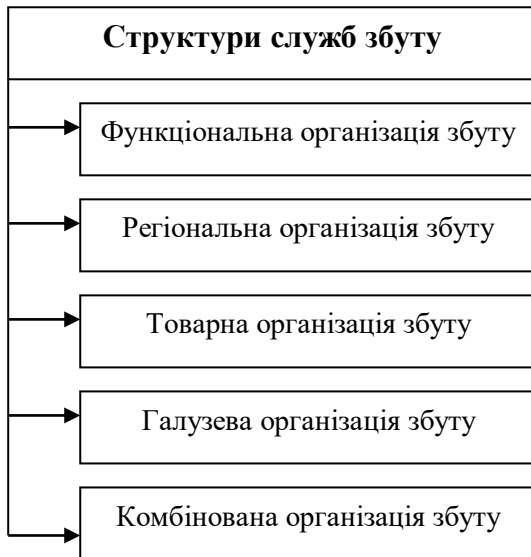 Структури служб збуту
Функціональна організація збуту
Регіональна організація збуту
Товарна організація збуту
Галузева організація збуту
Комбінована організація збуту